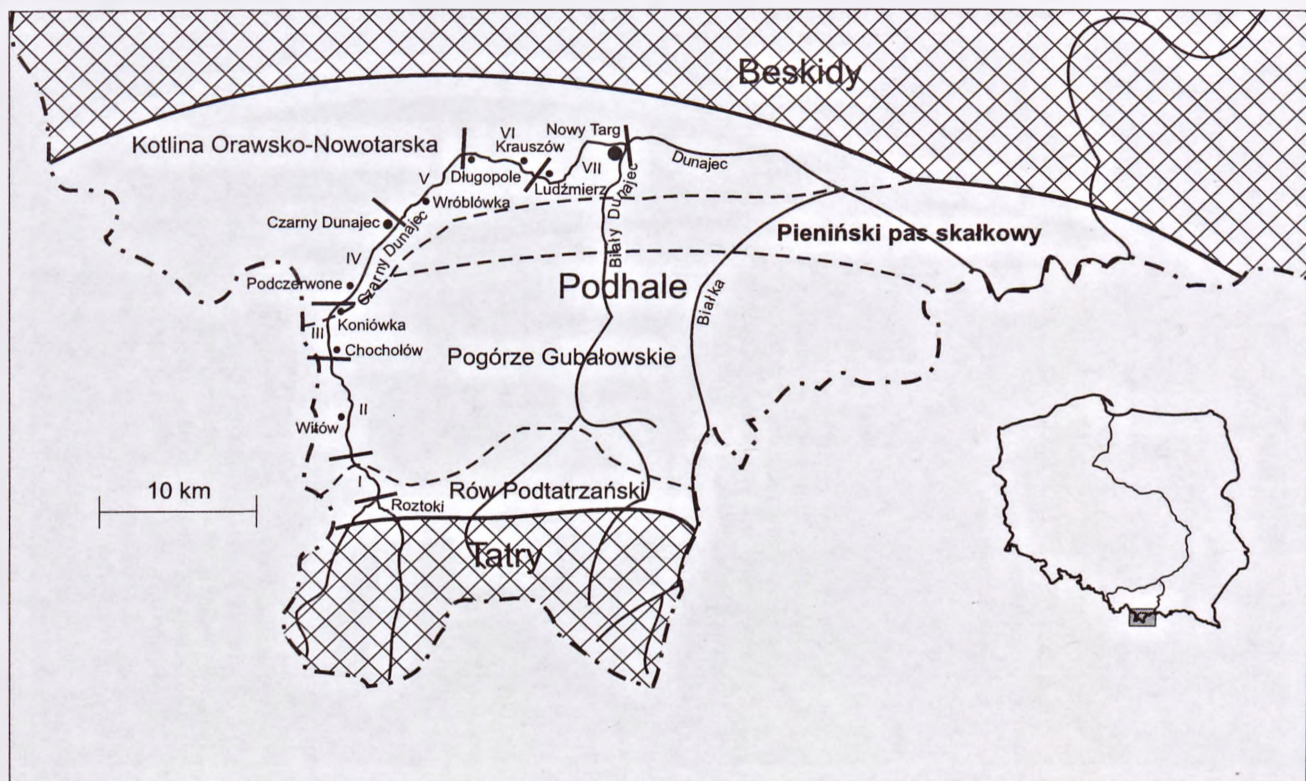 Beskidy
Kotlina Orawsko-Nowotarska
VI
Krauszów
Nowy Targ
VII
Dunajec
V
Długopole
Ludźmierz
Wróblówka
Czarny Dunajec
Czarny Dunajec
Biały Dunajec
Pieniński pas skałkowy
IV
Podczerwone
Podhale
Białka
III
Koniówka
Chochołów
Pogórze Gubałowskie
II
Witów
10 km
I
Roztoki
Rów Podtatrzański
Tatry